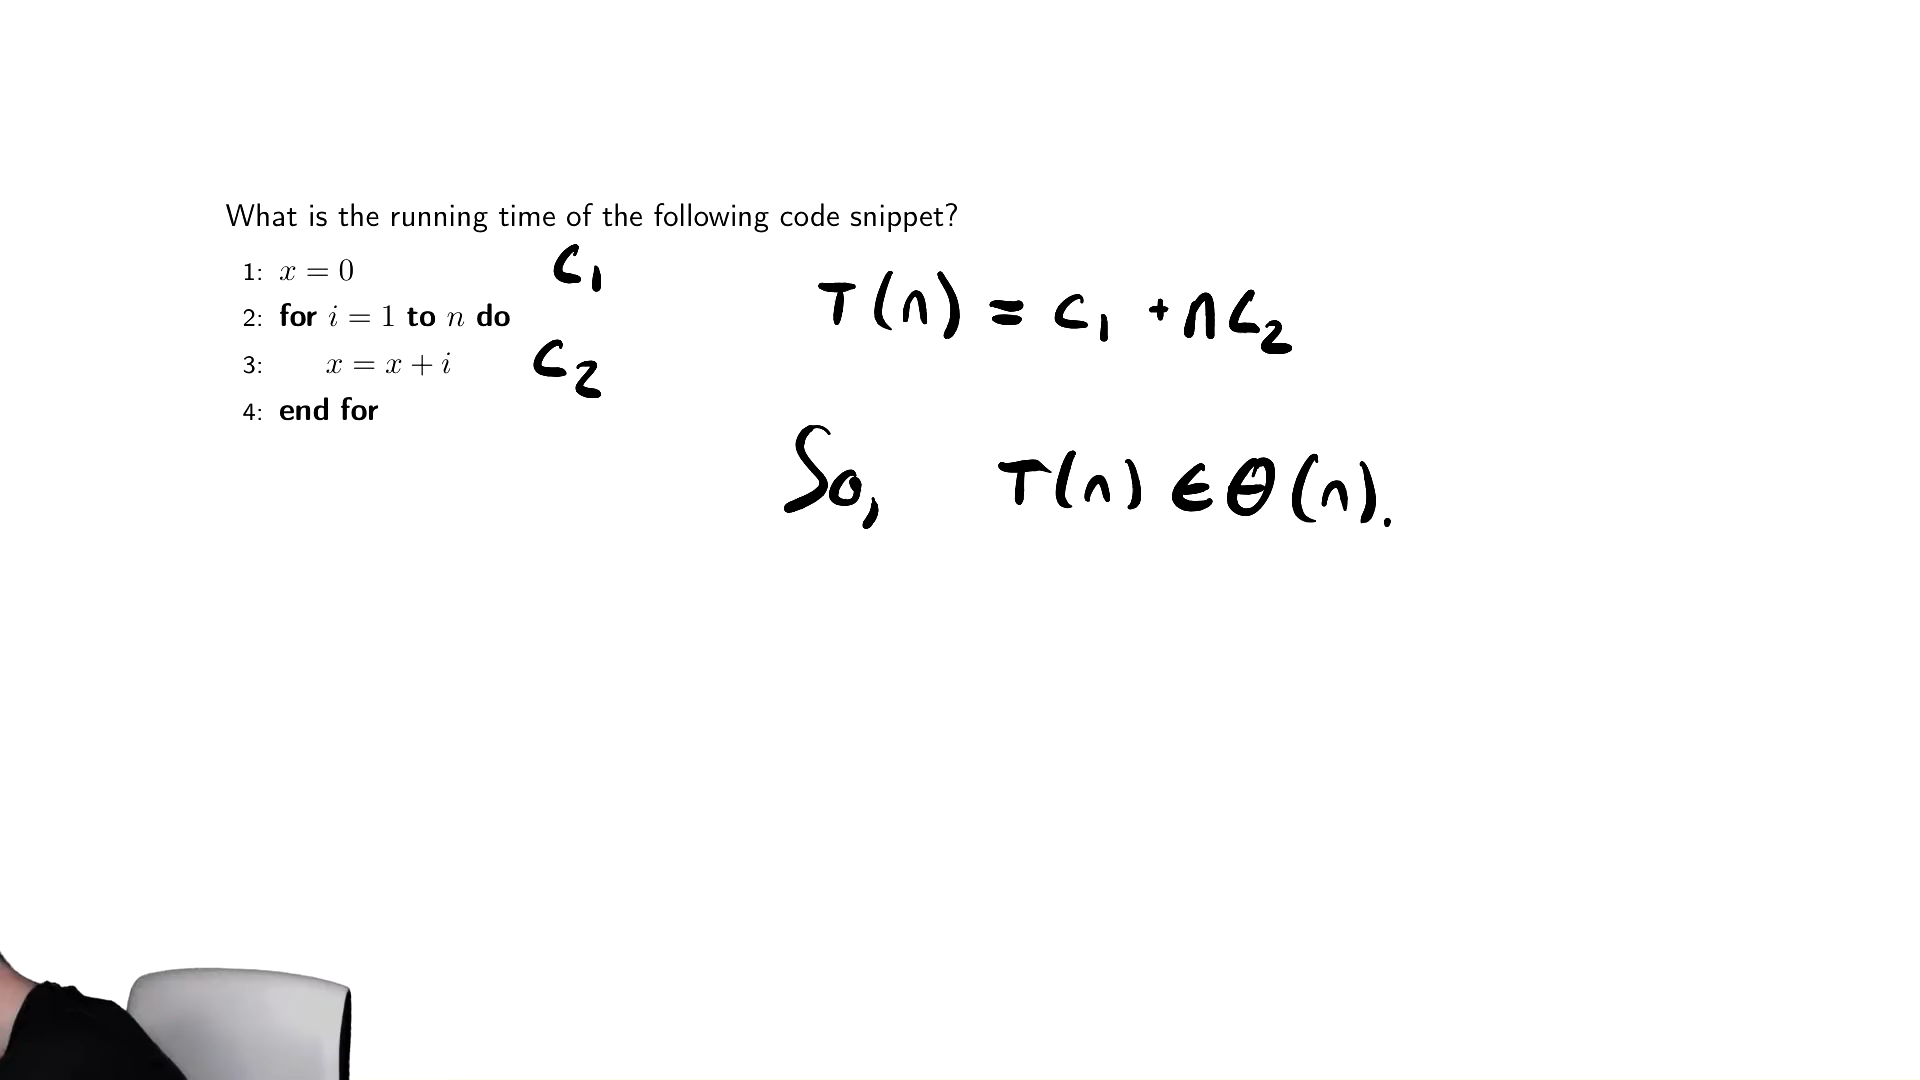 What is the running time of the following code snippet?
1: x = 0
C₁
2: for i = 1 to n do
3: x = x + i
C₂
4: end for
T(n) = C₁ + nC₂
So, T(n) ∈ Θ(n).